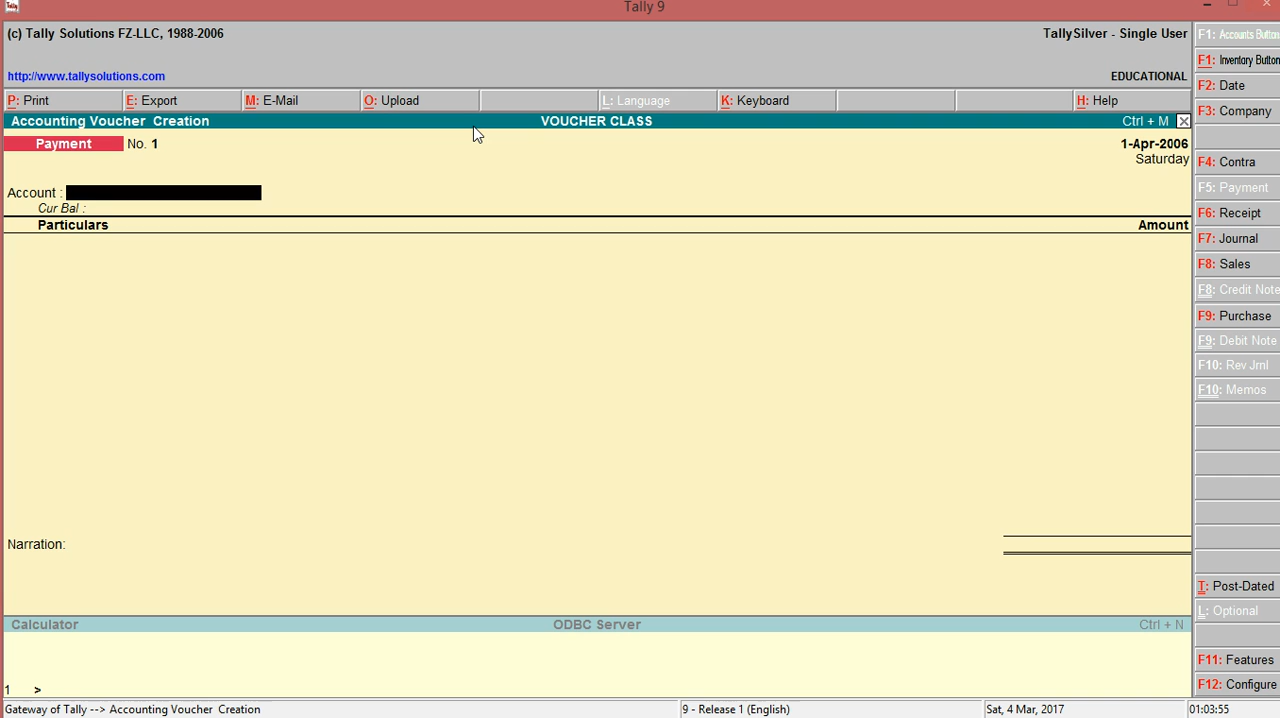 Tally
Tally 9
(c) Tally Solutions FZ-LLC, 1988-2006
TallySilver - Single User
http://www.tallysolutions.com
EDUCATIONAL
P: Print
E: Export
M: E-Mail
O: Upload
L: Language
K: Keyboard
H: Help
Accounting Voucher Creation
VOUCHER CLASS
Ctrl + M
Payment
No. 1
1-Apr-2006
Saturday
Account :
Cur Bal :
Particulars
Amount
Narration:
Calculator
ODBC Server
Ctrl + N
1 >
F1: Accounts Button
F1: Inventory Button
F2: Date
F3: Company
F4: Contra
F5: Payment
F6: Receipt
F7: Journal
F8: Sales
F8: Credit Note
F9: Purchase
F9: Debit Note
F10: Rev Jrnl
F10: Memos
T: Post-Dated
L: Optional
F11: Features
F12: Configure
Gateway of Tally --> Accounting Voucher Creation
9 - Release 1 (English)
Sat, 4 Mar, 2017
01:03:55